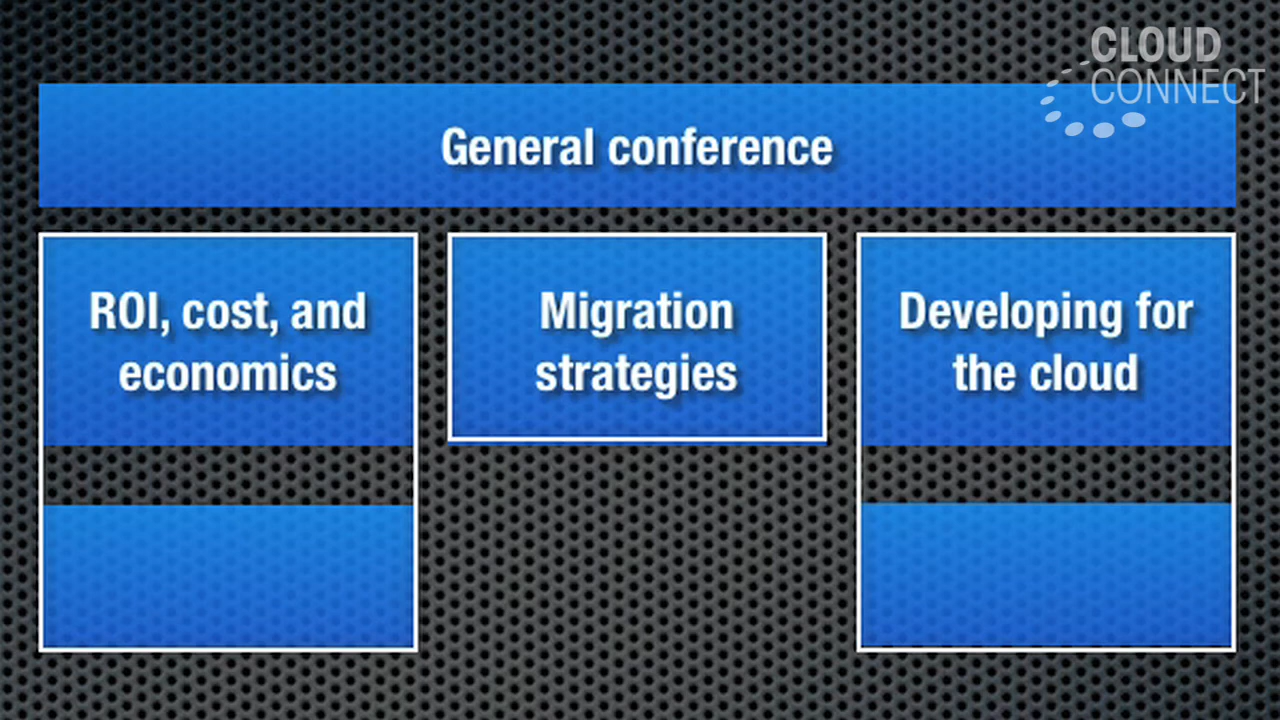 CLOUD
CONNECT
General conference
ROI, cost, and
economics
Migration
strategies
Developing for
the cloud